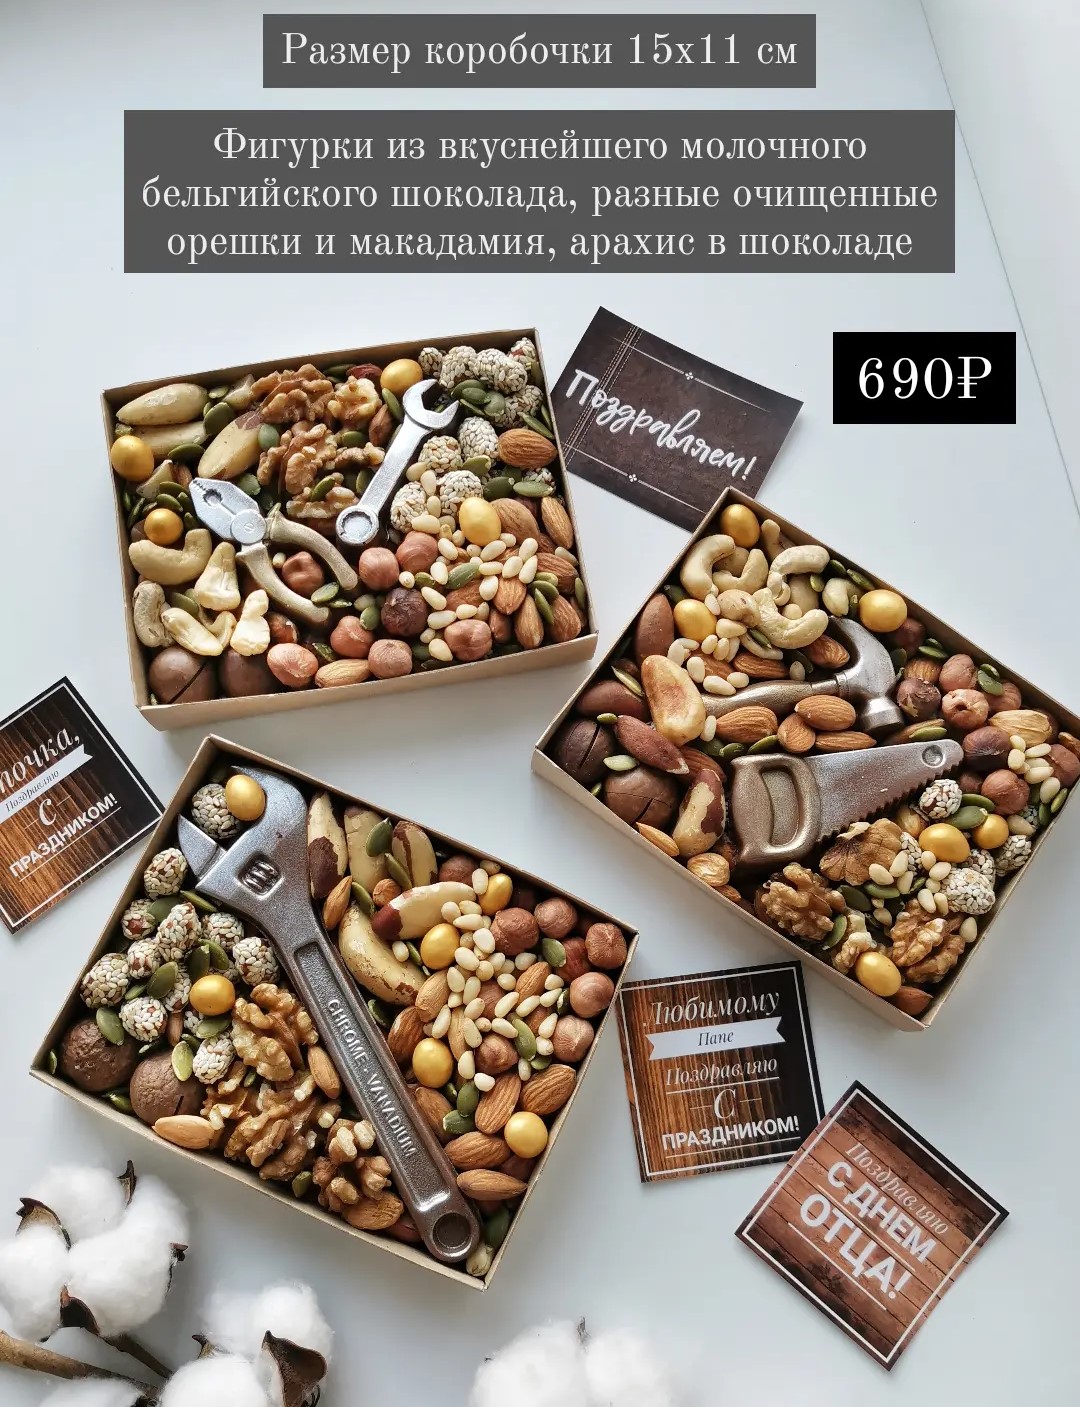 Размер коробочки 15х11 см
Фигурки из вкуснейшего молочного
бельгийского шоколада, разные очищенные
орешки и макадамия, арахис в шоколаде
690₽
Поздравляем!
Поздравляю
С
ПРАЗДНИКОМ!
CHROME - VANADIUM
Любимому
Папе
Поздравляю
С
ПРАЗДНИКОМ!
Поздравляю
С ДНЕМ
ОТЦА!